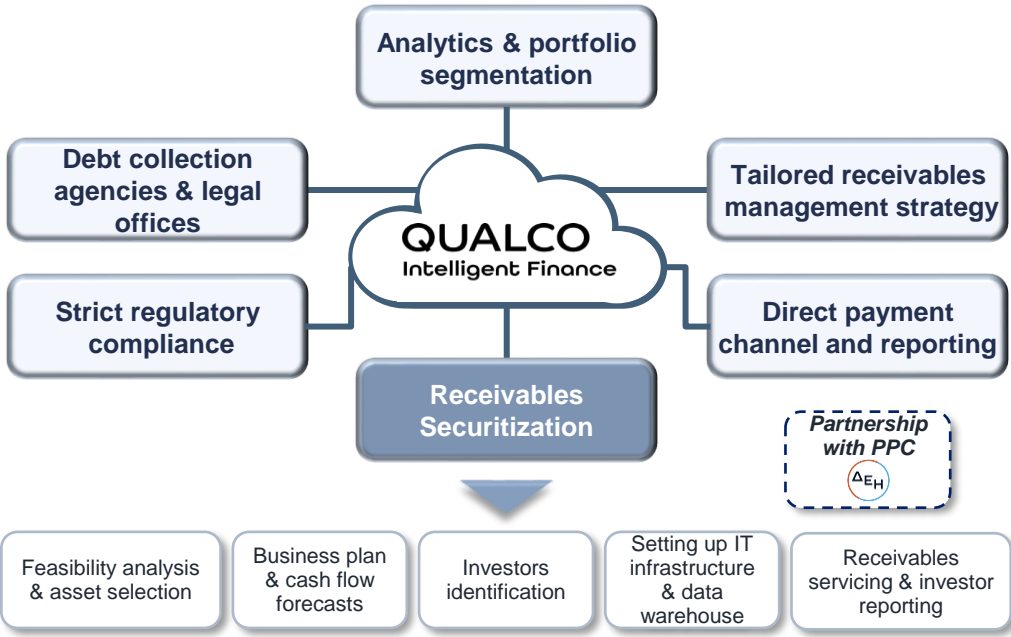 Analytics & portfolio
segmentation
Debt collection
agencies & legal
offices
Tailored receivables
management strategy
QUALCO
Intelligent Finance
Strict regulatory
compliance
Direct payment
channel and reporting
Receivables
Securitization
Partnership
with PPC
ΔΕΗ
Feasibility analysis
& asset selection
Business plan
& cash flow
forecasts
Investors
identification
Setting up IT
infrastructure
& data
warehouse
Receivables
servicing & investor
reporting